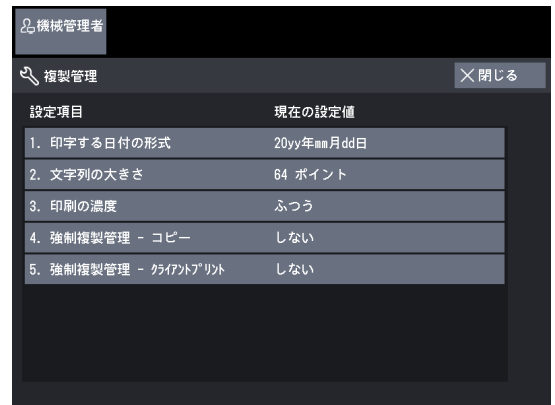 機械管理者
複製管理
閉じる
設定項目 現在の設定値
1. 印字する日付の形式 20yy年mm月dd日
2. 文字列の大きさ 64 ポイント
3. 印刷の濃度 ふつう
4. 強制複製管理 - コピー しない
5. 強制複製管理 - クライアントプリント しない